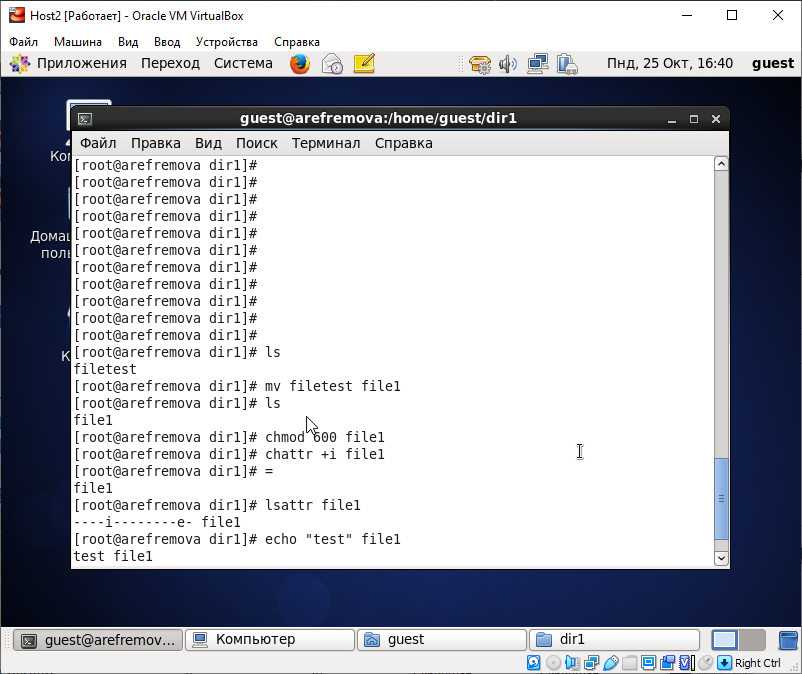 Host2 [Работает] - Oracle VM VirtualBox
Файл Машина Вид Ввод Устройства Справка
Приложения Переход Система Пнд, 25 Окт, 16:40 guest
guest@arefremova:/home/guest/dir1
Файл Правка Вид Поиск Терминал Справка
[root@arefremova dir1]#
[root@arefremova dir1]#
[root@arefremova dir1]#
[root@arefremova dir1]#
[root@arefremova dir1]#
[root@arefremova dir1]#
[root@arefremova dir1]#
[root@arefremova dir1]#
[root@arefremova dir1]#
[root@arefremova dir1]#
[root@arefremova dir1]#
[root@arefremova dir1]# ls
filetest
[root@arefremova dir1]# mv filetest file1
[root@arefremova dir1]# ls
file1
[root@arefremova dir1]# chmod 600 file1
[root@arefremova dir1]# chattr +i file1
[root@arefremova dir1]# =
file1
[root@arefremova dir1]# lsattr file1
----i--------e- file1
[root@arefremova dir1]# echo "test" file1
test file1
guest@arefremov... Компьютер guest dir1
Right Ctrl